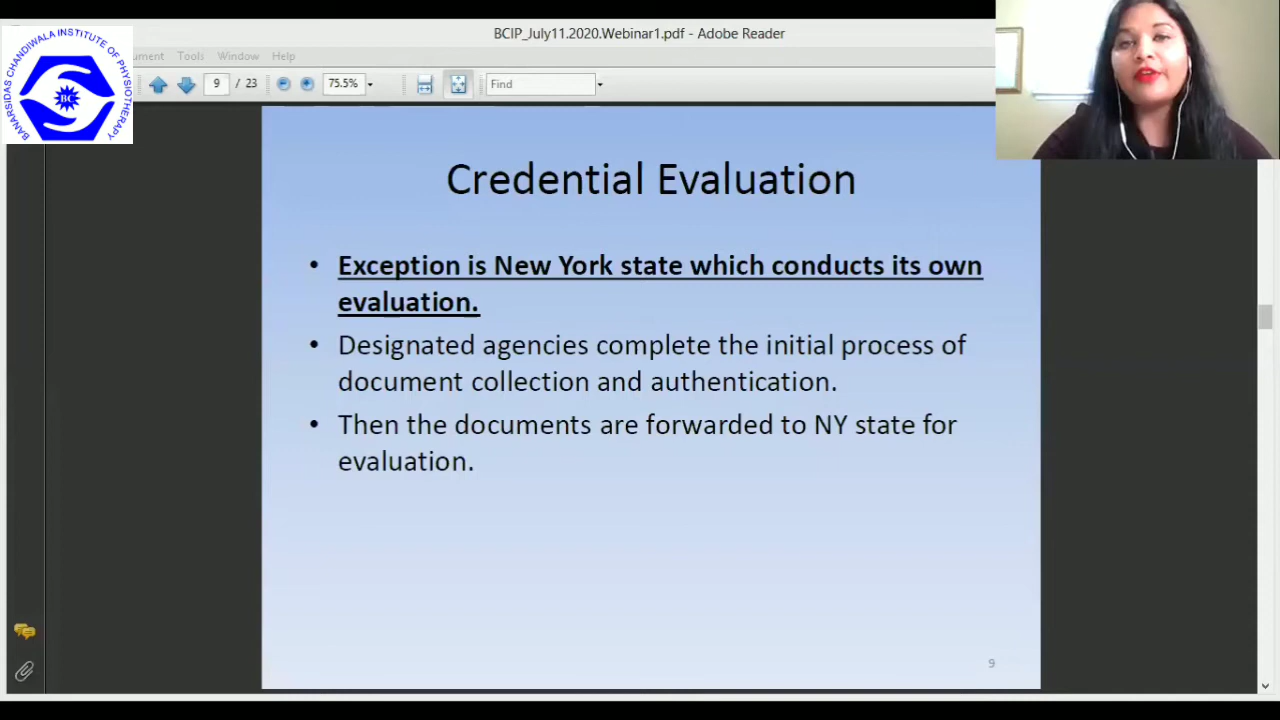 BCIP_July11.2020.Webinar1.pdf - Adobe Reader
BANARSIDAS CHANDIWALA INSTITUTE OF PHYSIOTHERAPY
BC
Tools Window Help
9 / 23 75.5% Find
Credential Evaluation
• Exception is New York state which conducts its own
evaluation.
• Designated agencies complete the initial process of
document collection and authentication.
• Then the documents are forwarded to NY state for
evaluation.
9